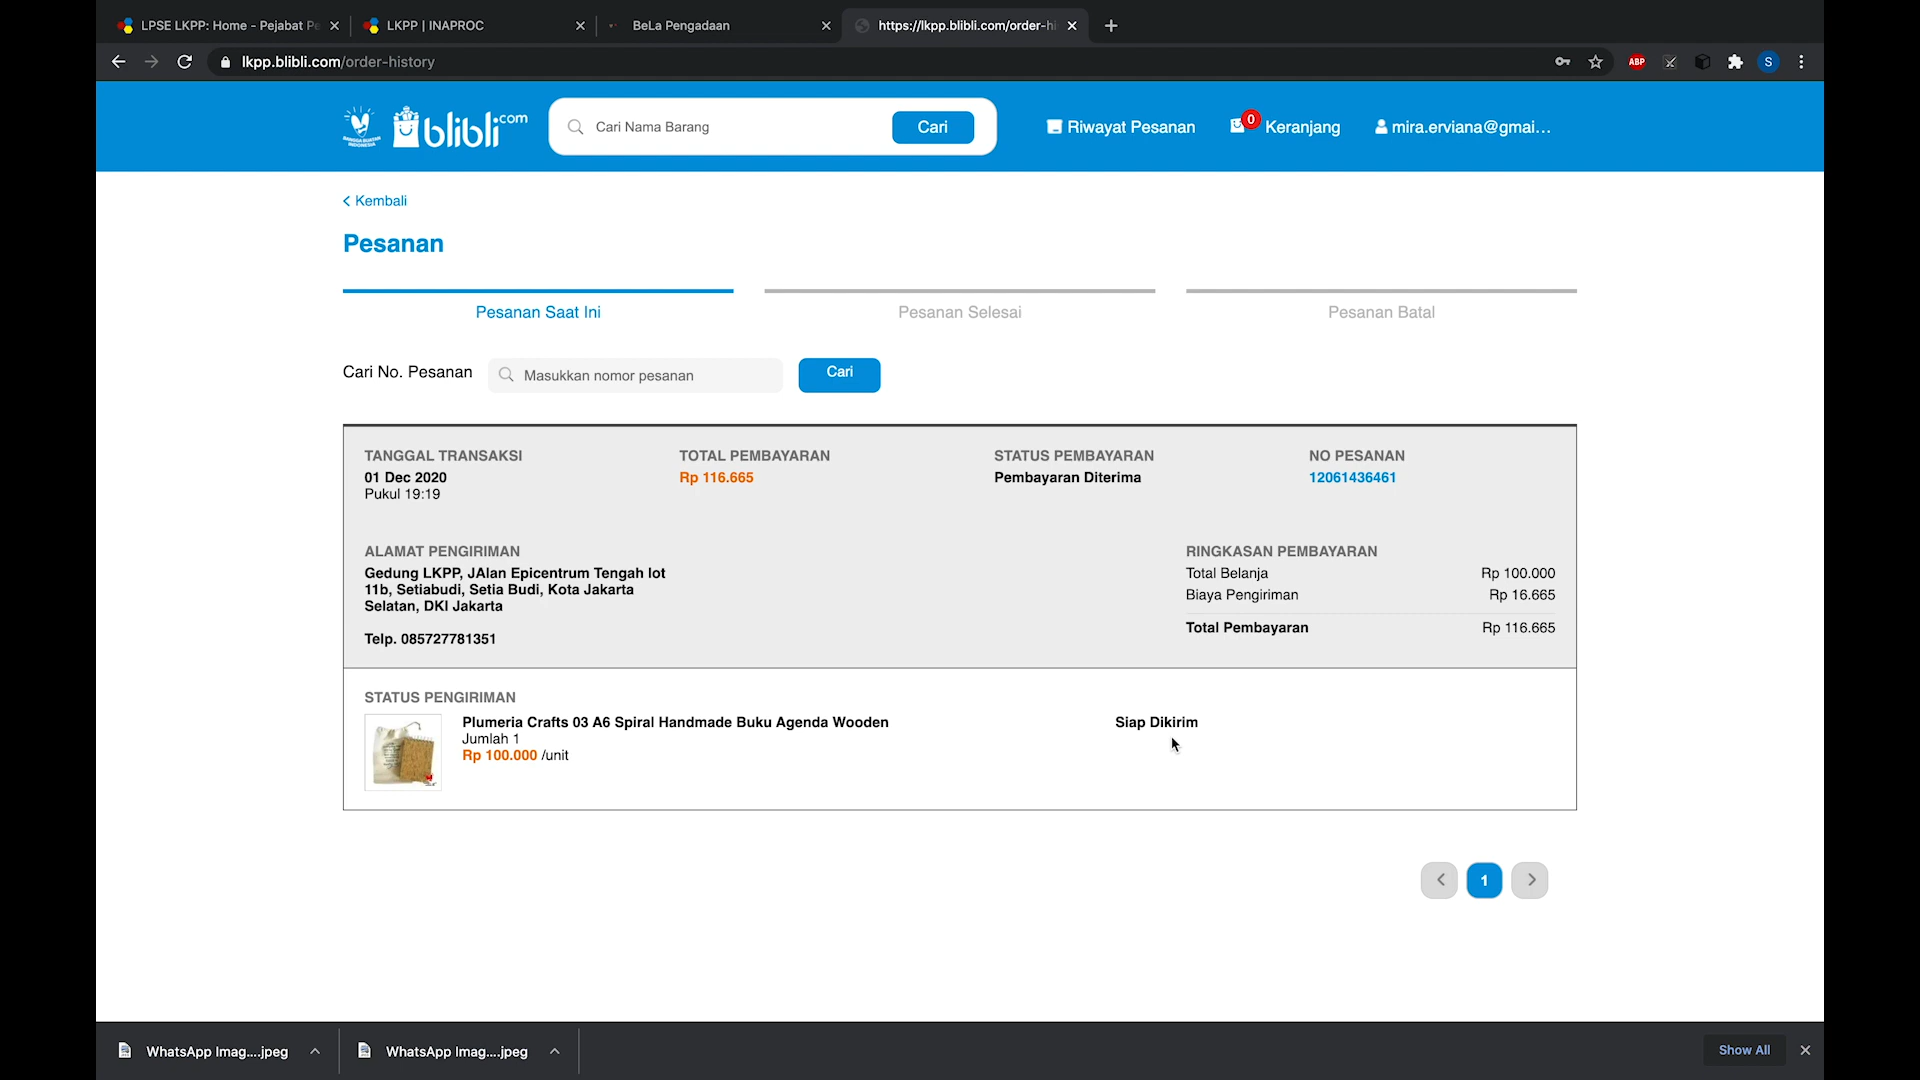 LPSE LKPP: Home - Pejabat Pe
LKPP | INAPROC
BeLa Pengadaan
https://lkpp.blibli.com/order-hi
lkpp.blibli.com/order-history
ABP
S
BANGGA BUATAN INDONESIA
blibli.com
Cari Nama Barang
Cari
Riwayat Pesanan
0
Keranjang
mira.erviana@gmai...
Kembali
Pesanan
Pesanan Saat Ini
Pesanan Selesai
Pesanan Batal
Cari No. Pesanan
Masukkan nomor pesanan
Cari
TANGGAL TRANSAKSI
TOTAL PEMBAYARAN
STATUS PEMBAYARAN
NO PESANAN
01 Dec 2020
Rp 116.665
Pembayaran Diterima
12061436461
Pukul 19:19
ALAMAT PENGIRIMAN
Gedung LKPP, JAlan Epicentrum Tengah lot
11b, Setiabudi, Setia Budi, Kota Jakarta
Selatan, DKI Jakarta
Telp. 085727781351
RINGKASAN PEMBAYARAN
Total Belanja Rp 100.000
Biaya Pengiriman Rp 16.665
Total Pembayaran Rp 116.665
STATUS PENGIRIMAN
Plumeria Crafts 03 A6 Spiral Handmade Buku Agenda Wooden
Siap Dikirim
Jumlah 1
Rp 100.000 /unit
1
WhatsApp Imag....jpeg
WhatsApp Imag....jpeg
Show All